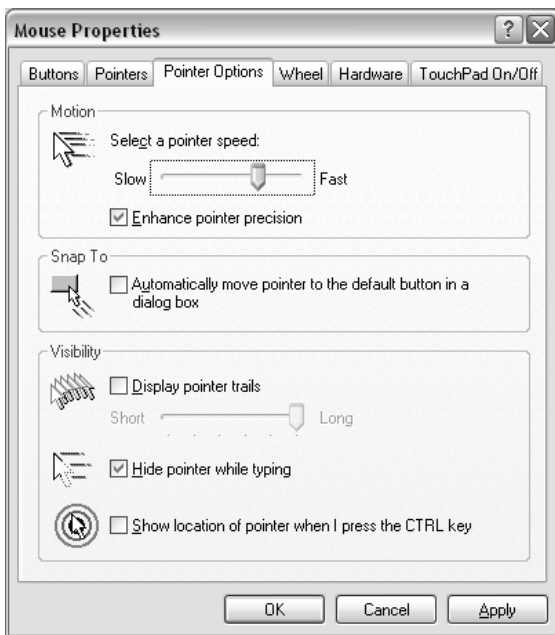 Mouse Properties
Buttons Pointers Pointer Options Wheel Hardware TouchPad On/Off
Motion
Select a pointer speed:
Slow Fast
Enhance pointer precision
Snap To
Automatically move pointer to the default button in a
dialog box
Visibility
Display pointer trails
Short Long
Hide pointer while typing
Show location of pointer when I press the CTRL key
OK Cancel Apply